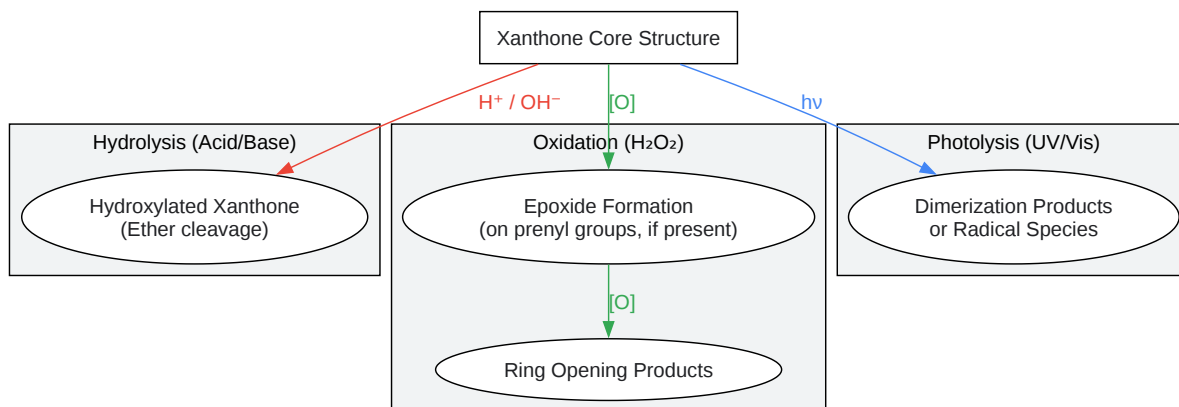 Xanthone Core Structure
H⁺ / OH⁻
[O]
hν
Hydrolysis (Acid/Base)
Oxidation (H₂O₂)
Photolysis (UV/Vis)
Hydroxylated Xanthone
(Ether cleavage)
Epoxide Formation
(on prenyl groups, if present)
Dimerization Products
or Radical Species
[O]
Ring Opening Products